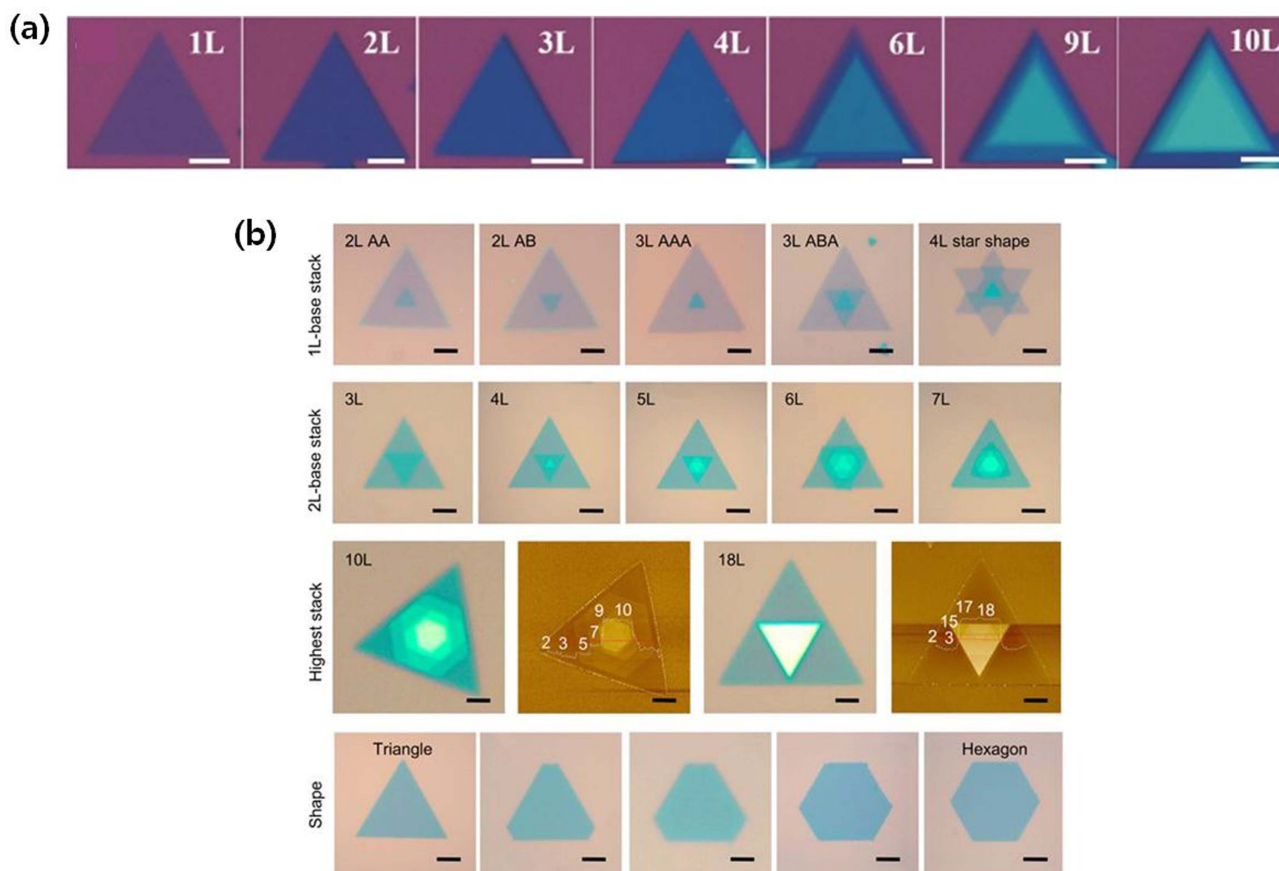 (a)
1L 2L 3L 4L 6L 9L 10L
(b)
1L-base stack
2L AA 2L AB 3L AAA 3L ABA 4L star shape
2L-base stack
3L 4L 5L 6L 7L
Highest stack
10L 18L
9 10
7
2 3 5
17 18
15
2 3
Shape
Triangle Hexagon